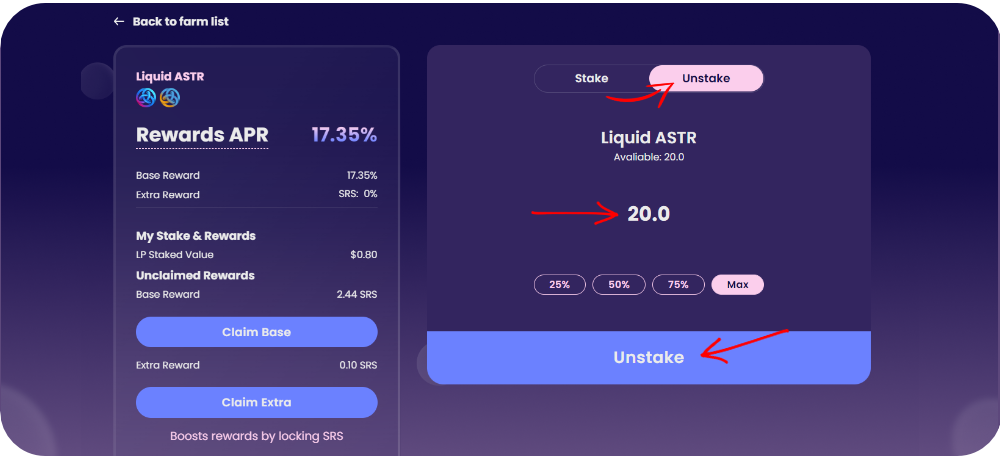 ← Back to farm list
Liquid ASTR
Rewards APR 17.35%
Base Reward 17.35%
Extra Reward SRS: 0%
My Stake & Rewards
LP Staked Value $0.80
Unclaimed Rewards
Base Reward 2.44 SRS
Claim Base
Extra Reward 0.10 SRS
Claim Extra
Boosts rewards by locking SRS
Stake Unstake
Liquid ASTR
Avaliable: 20.0
20.0
25% 50% 75% Max
Unstake